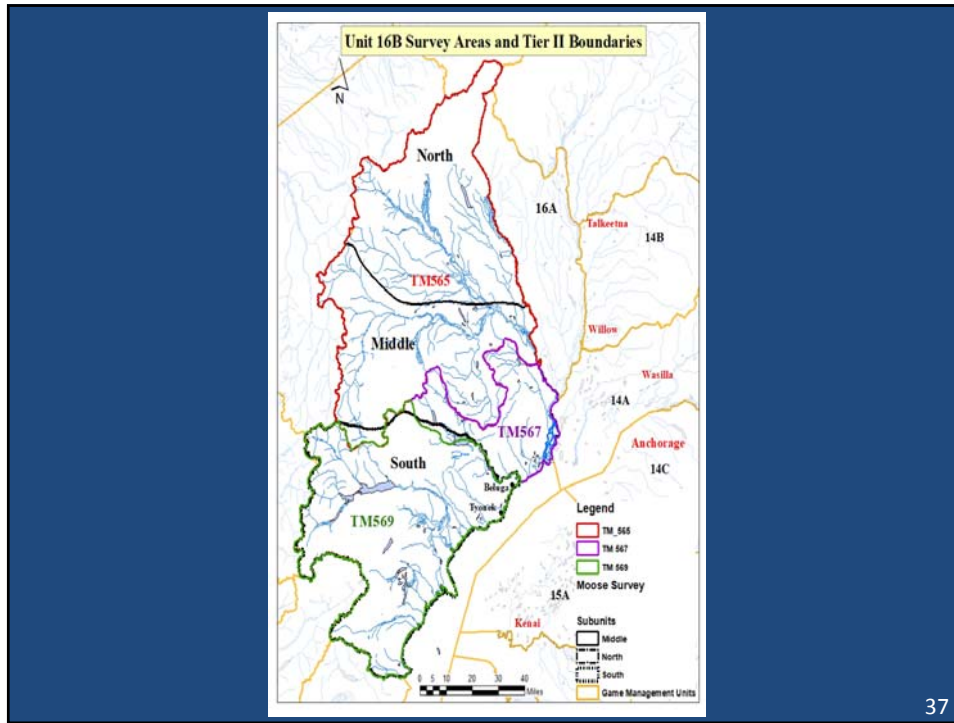 Unit 16B Survey Areas and Tier II Boundaries
N
North
16A
Talkeetna
14B
TM565
Willow
Middle
Wasilla
14A
TM567
Anchorage
14C
South
Beluga
Tyonek
TM569
Legend
TM_565
TM 567
TM 569
Moose Survey
15A
Kenai
Subunits
Middle
North
South
Game Management Units
0 5 10 20 30 40
Miles
37